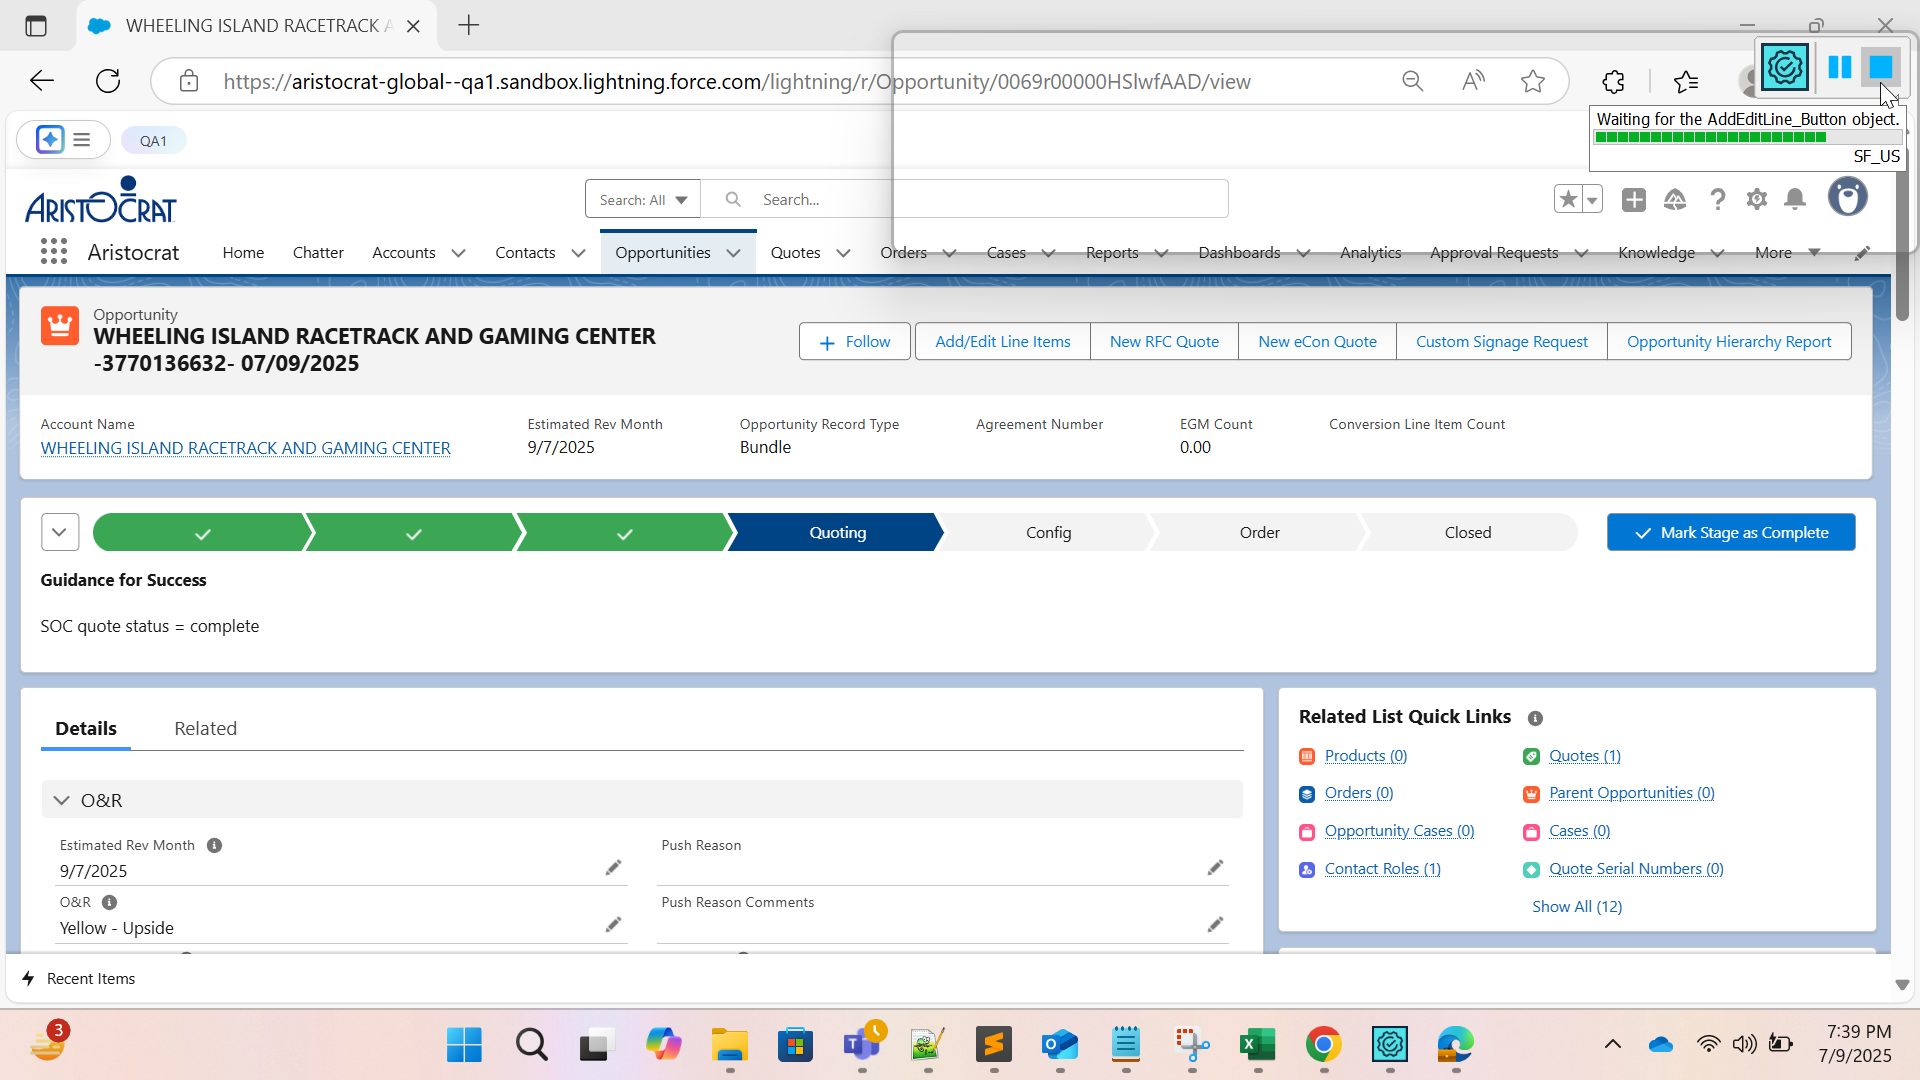 WHEELING ISLAND RACETRACK A
https://aristocrat-global--qa1.sandbox.lightning.force.com/lightning/r/Opportunity/0069r00000HSlwfAAD/view
Waiting for the AddEditLine_Button object.
SF_US
QA1
ARISTOCRAT
Search: All
Search...
Aristocrat
Home
Chatter
Accounts
Contacts
Opportunities
Quotes
Orders
Cases
Reports
Dashboards
Analytics
Approval Requests
Knowledge
More
Opportunity
WHEELING ISLAND RACETRACK AND GAMING CENTER
-3770136632- 07/09/2025
Follow
Add/Edit Line Items
New RFC Quote
New eCon Quote
Custom Signage Request
Opportunity Hierarchy Report
Account Name
WHEELING ISLAND RACETRACK AND GAMING CENTER
Estimated Rev Month
9/7/2025
Opportunity Record Type
Bundle
Agreement Number
EGM Count
0.00
Conversion Line Item Count
Quoting
Config
Order
Closed
Mark Stage as Complete
Guidance for Success
SOC quote status = complete
Details
Related
O&R
Estimated Rev Month
9/7/2025
Push Reason
O&R
Yellow - Upside
Push Reason Comments
Related List Quick Links
Products (0)
Quotes (1)
Orders (0)
Parent Opportunities (0)
Opportunity Cases (0)
Cases (0)
Contact Roles (1)
Quote Serial Numbers (0)
Show All (12)
Recent Items
3
7:39 PM
7/9/2025